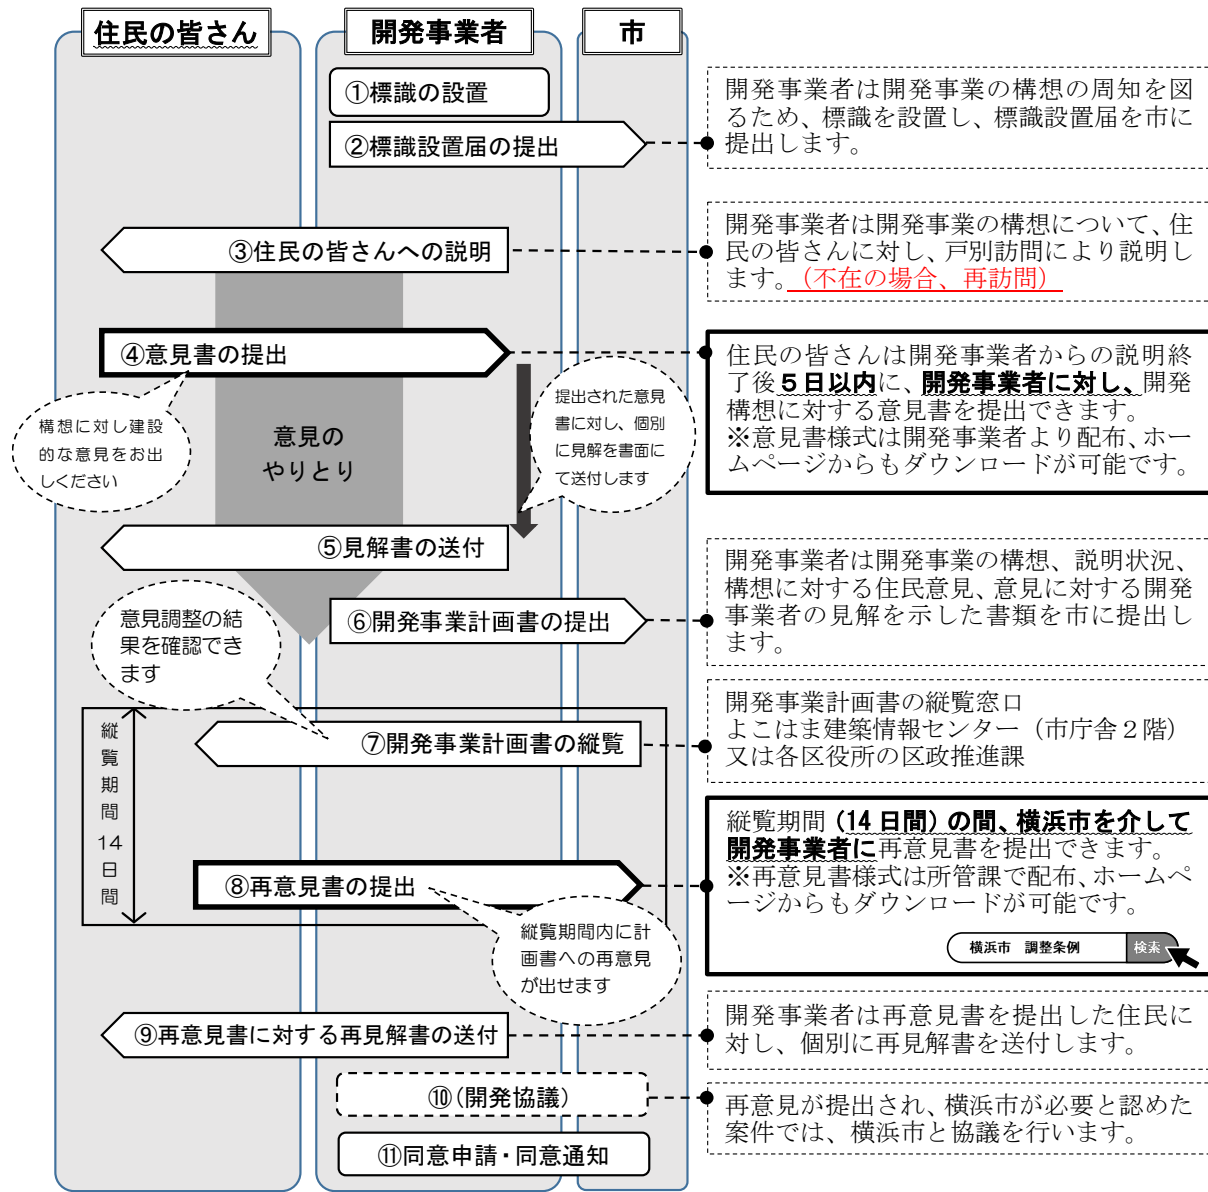 住民の皆さん
開発事業者
市
①標識の設置
②標識設置届の提出
開発事業者は開発事業の構想の周知を図
るため、標識を設置し、標識設置届を市に
提出します。
③住民の皆さんへの説明
開発事業者は開発事業の構想について、住
民の皆さんに対し、戸別訪問により説明し
ます。(不在の場合、再訪問)
④意見書の提出
住民の皆さんは開発事業者からの説明終
了後５日以内に、開発事業者に対し、開発
構想に対する意見書を提出できます。
※意見書様式は開発事業者より配布、ホー
ムページからもダウンロードが可能です。
構想に対し建設
的な意見をお出
しください
意見の
やりとり
提出された意見
書に対し、個別
に見解を書面に
て送付します
⑤見解書の送付
開発事業者は開発事業の構想、説明状況、
構想に対する住民意見、意見に対する開発
事業者の見解を示した書類を市に提出し
ます。
⑥開発事業計画書の提出
意見調整の結
果を確認でき
ます
縦覧期間14日間
⑦開発事業計画書の縦覧
開発事業計画書の縦覧窓口
よこはま建築情報センター（市庁舎２階）
又は各区役所の区政推進課
⑧再意見書の提出
縦覧期間(14日間)の間、横浜市を介して
開発事業者に再意見書を提出できます。
※再意見書様式は所管課で配布、ホームペ
ージからもダウンロードが可能です。
横浜市　調整条例　検索
縦覧期間内に計
画書への再意見
が出せます
⑨再意見書に対する再見解書の送付
開発事業者は再意見書を提出した住民に
対し、個別に再見解書を送付します。
⑩(開発協議)
再意見が提出され、横浜市が必要と認めた
案件では、横浜市と協議を行います。
⑪同意申請・同意通知